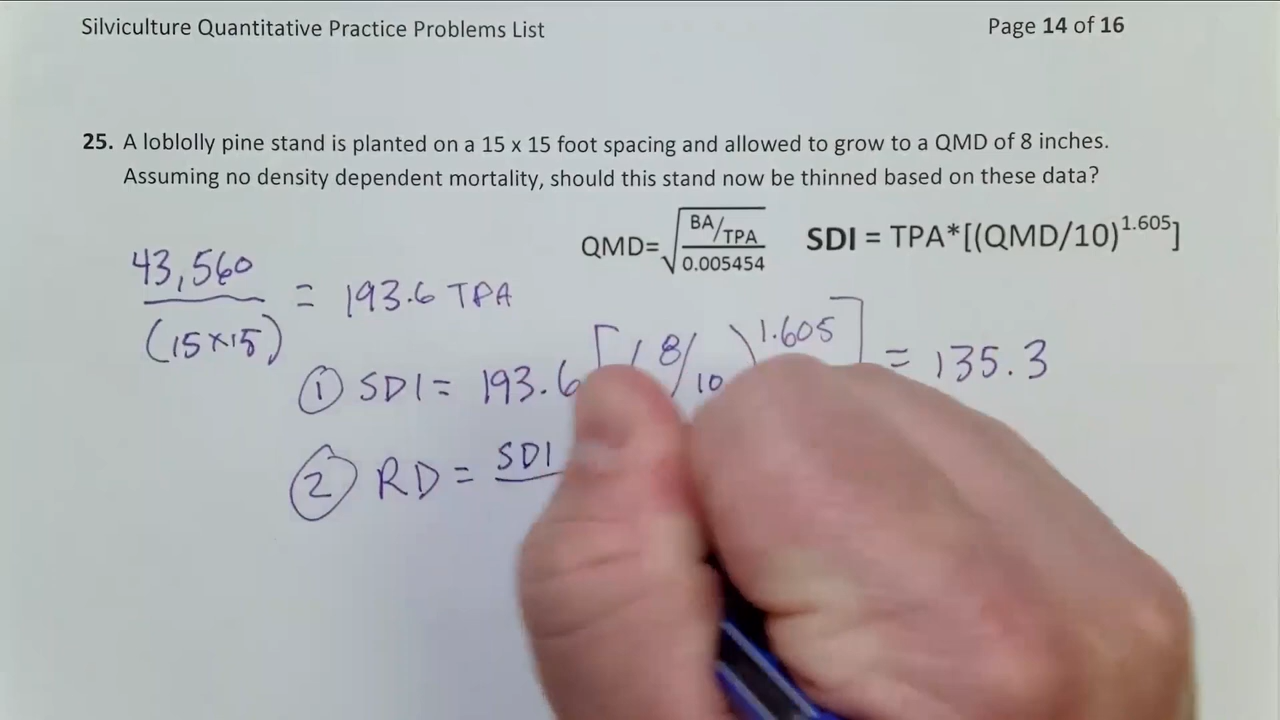 Silviculture Quantitative Practice Problems List
Page 14 of 16
25. A loblolly pine stand is planted on a 15 x 15 foot spacing and allowed to grow to a QMD of 8 inches.
Assuming no density dependent mortality, should this stand now be thinned based on these data?
QMD=√((BA/TPA)/0.005454)
SDI = TPA*[(QMD/10)^1.605]
43,560/(15x15) = 193.6 TPA
① SDI = 193.6 [(8/10)^1.605] = 135.3
② RD = SDI